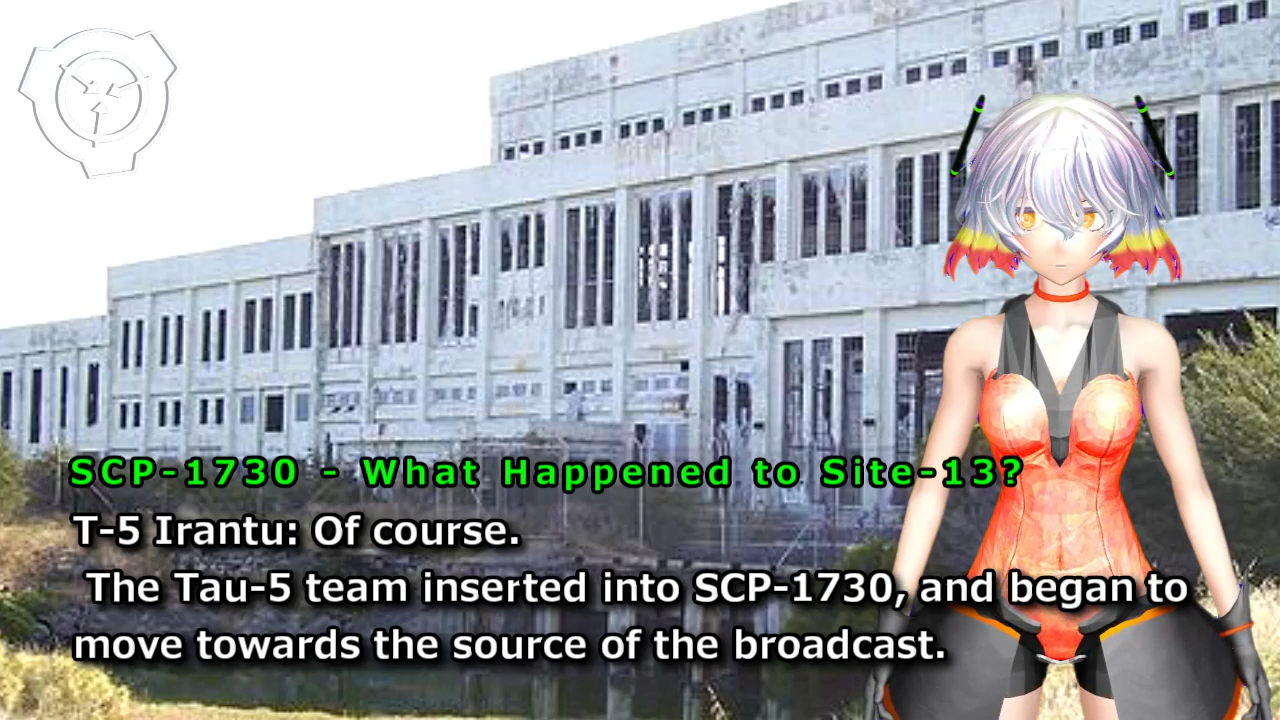 SCP-1730 - What Happened to Site-13?
T-5 Irantu: Of course.
The Tau-5 team inserted into SCP-1730, and began to
move towards the source of the broadcast.